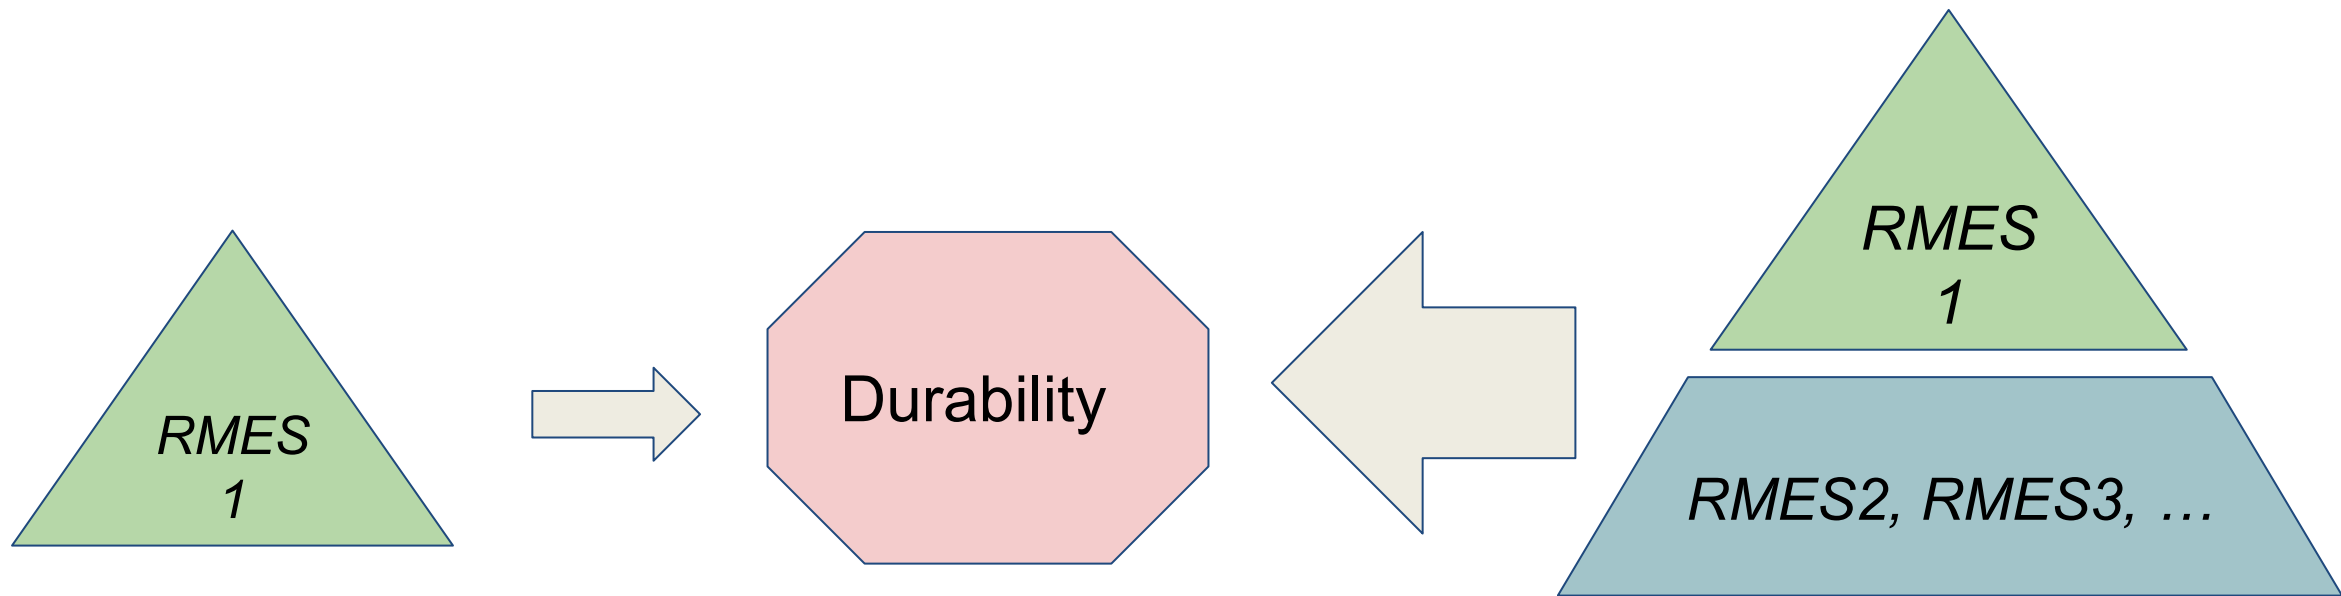 RMES
1
Durability
RMES
1
RMES2, RMES3, …